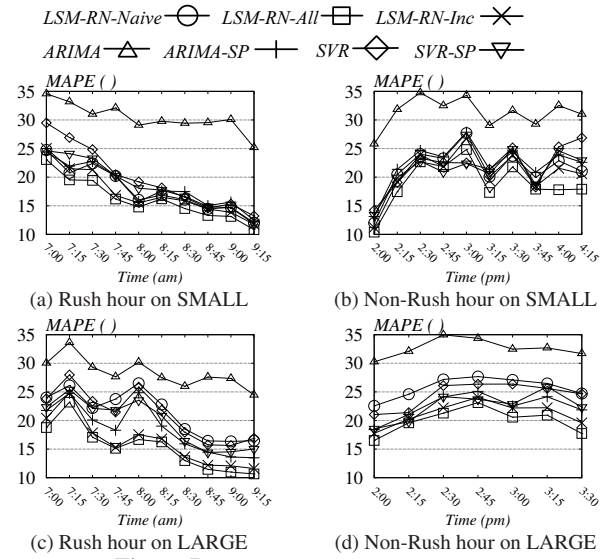 LSM-RN-Naive LSM-RN-All LSM-RN-Inc
ARIMA ARIMA-SP SVR SVR-SP
MAPE ( )
35
30
25
20
15
10
7:00 7:15 7:30 7:45 8:00 8:15 8:30 8:45 9:00 9:15
Time (am)
(a) Rush hour on SMALL
MAPE ( )
35
30
25
20
15
10
2:00 2:15 2:30 2:45 3:00 3:15 3:30 3:45 4:00 4:15
Time (pm)
(b) Non-Rush hour on SMALL
MAPE ( )
35
30
25
20
15
10
7:00 7:15 7:30 7:45 8:00 8:15 8:30 8:45 9:00 9:15
Time (am)
(c) Rush hour on LARGE
MAPE ( )
35
30
25
20
15
10
2:00 2:15 2:30 2:45 3:00 3:15 3:30
Time (pm)
(d) Non-Rush hour on LARGE